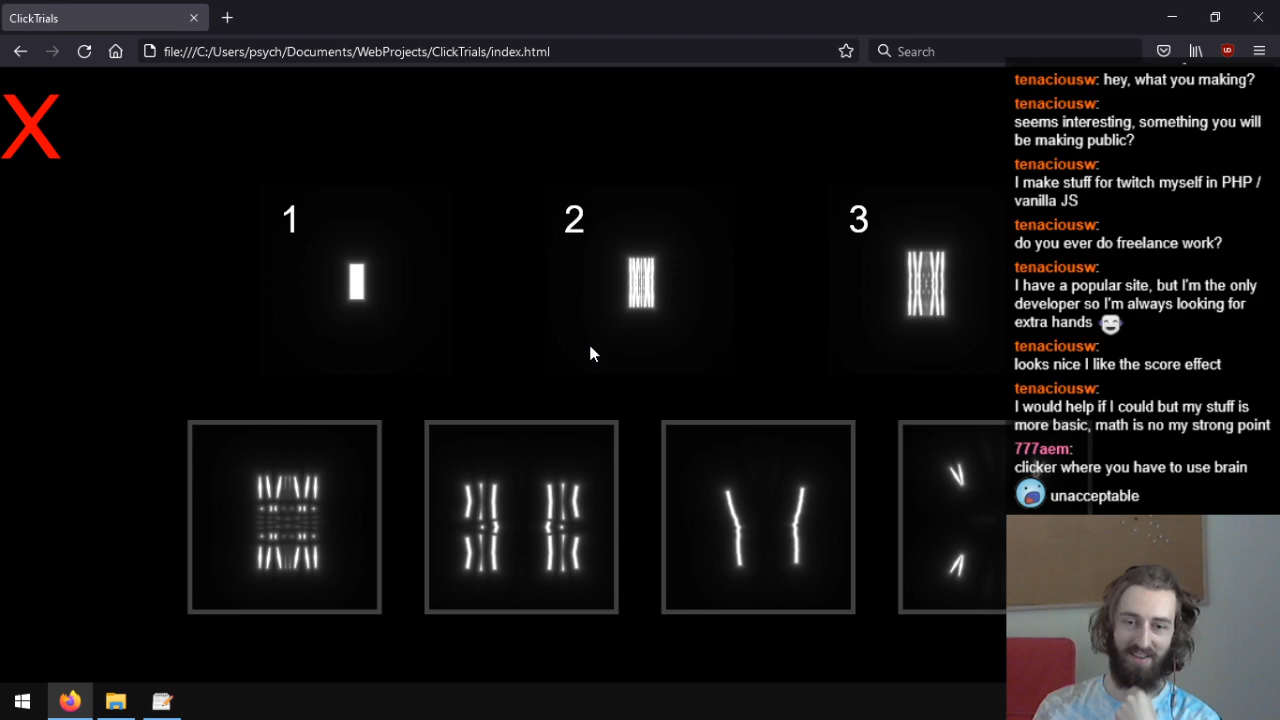 ClickTrials
file:///C:/Users/psych/Documents/WebProjects/ClickTrials/index.html
Search
X
1
2
3
tenaciousw: hey, what you making?
tenaciousw:
seems interesting, something you will
be making public?
tenaciousw:
I make stuff for twitch myself in PHP /
vanilla JS
tenaciousw:
do you ever do freelance work?
tenaciousw:
I have a popular site, but I'm the only
developer so I'm always looking for
extra hands
tenaciousw:
looks nice I like the score effect
tenaciousw:
I would help if I could but my stuff is
more basic, math is no my strong point
777aem:
clicker where you have to use brain
unacceptable